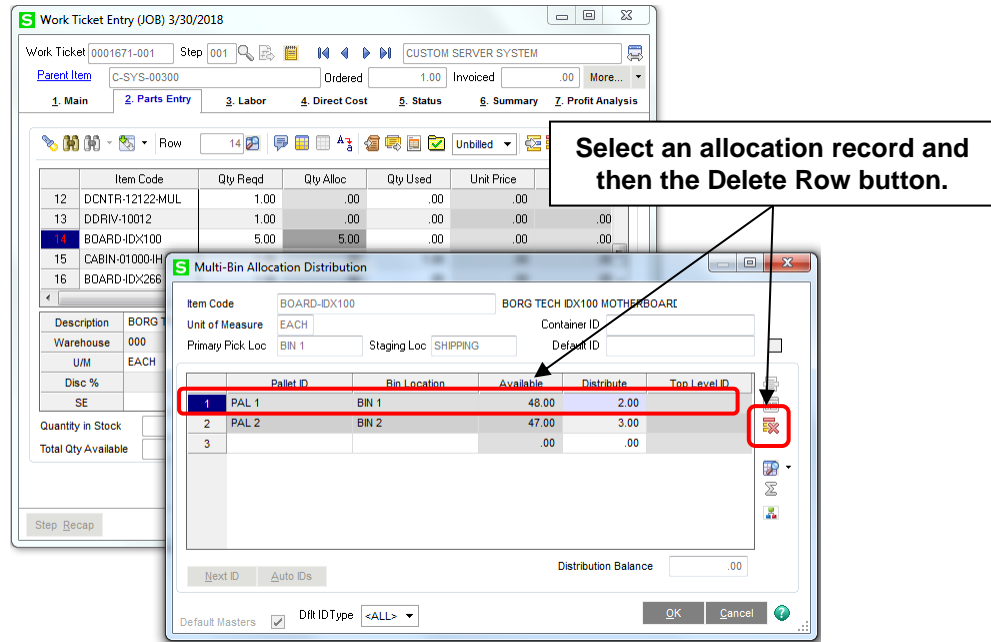 S Work Ticket Entry (JOB) 3/30/2018
Work Ticket 0001671-001 Step 001 CUSTOM SERVER SYSTEM
Parent Item C-SYS-00300 Ordered 1.00 Invoiced .00 More...
1. Main 2. Parts Entry 3. Labor 4. Direct Cost 5. Status 6. Summary 7. Profit Analysis
Row 14 Unbilled
Select an allocation record and
then the Delete Row button.
Item Code Qty Reqd Qty Alloc Qty Used Unit Price
12 DCNTR-12122-MUL 1.00 .00 .00 .00
13 DDRIV-10012 1.00 .00 .00 .00 .00
14 BOARD-IDX100 5.00 5.00 .00 .00 .00
15 CABIN-01000-IH
16 BOARD-IDX266
Description BORG T
Warehouse 000
U/M EACH
Disc %
SE
Quantity in Stock
Total Qty Available
Step Recap
S Multi-Bin Allocation Distribution
Item Code BOARD-IDX100 BORG TECH IDX100 MOTHERBOARD
Unit of Measure EACH Container ID
Primary Pick Loc BIN 1 Staging Loc SHIPPING Default ID
Pallet ID Bin Location Available Distribute Top Level ID
1 PAL 1 BIN 1 48.00 2.00
2 PAL 2 BIN 2 47.00 3.00
3 .00 .00
Distribution Balance .00
Next ID Auto IDs
Default Masters Dflt ID Type <ALL> OK Cancel